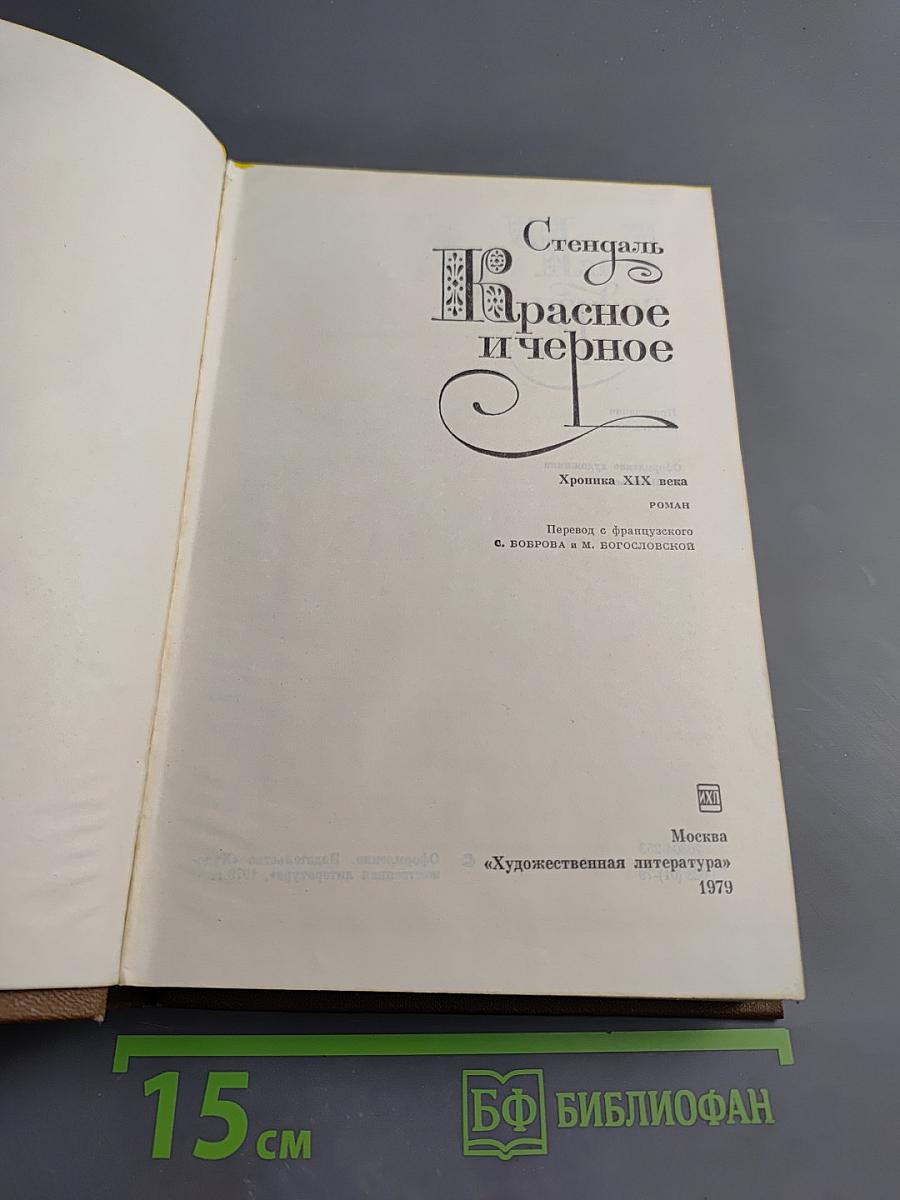 Стендаль
Красное
и черное
Хроника XIX века
РОМАН
Перевод с французского
С. БОБРОВА и М. БОГОСЛОВСКОЙ
ИХЛ
Москва
«Художественная литература»
1979
15 см
БФ БИБЛИОФАН